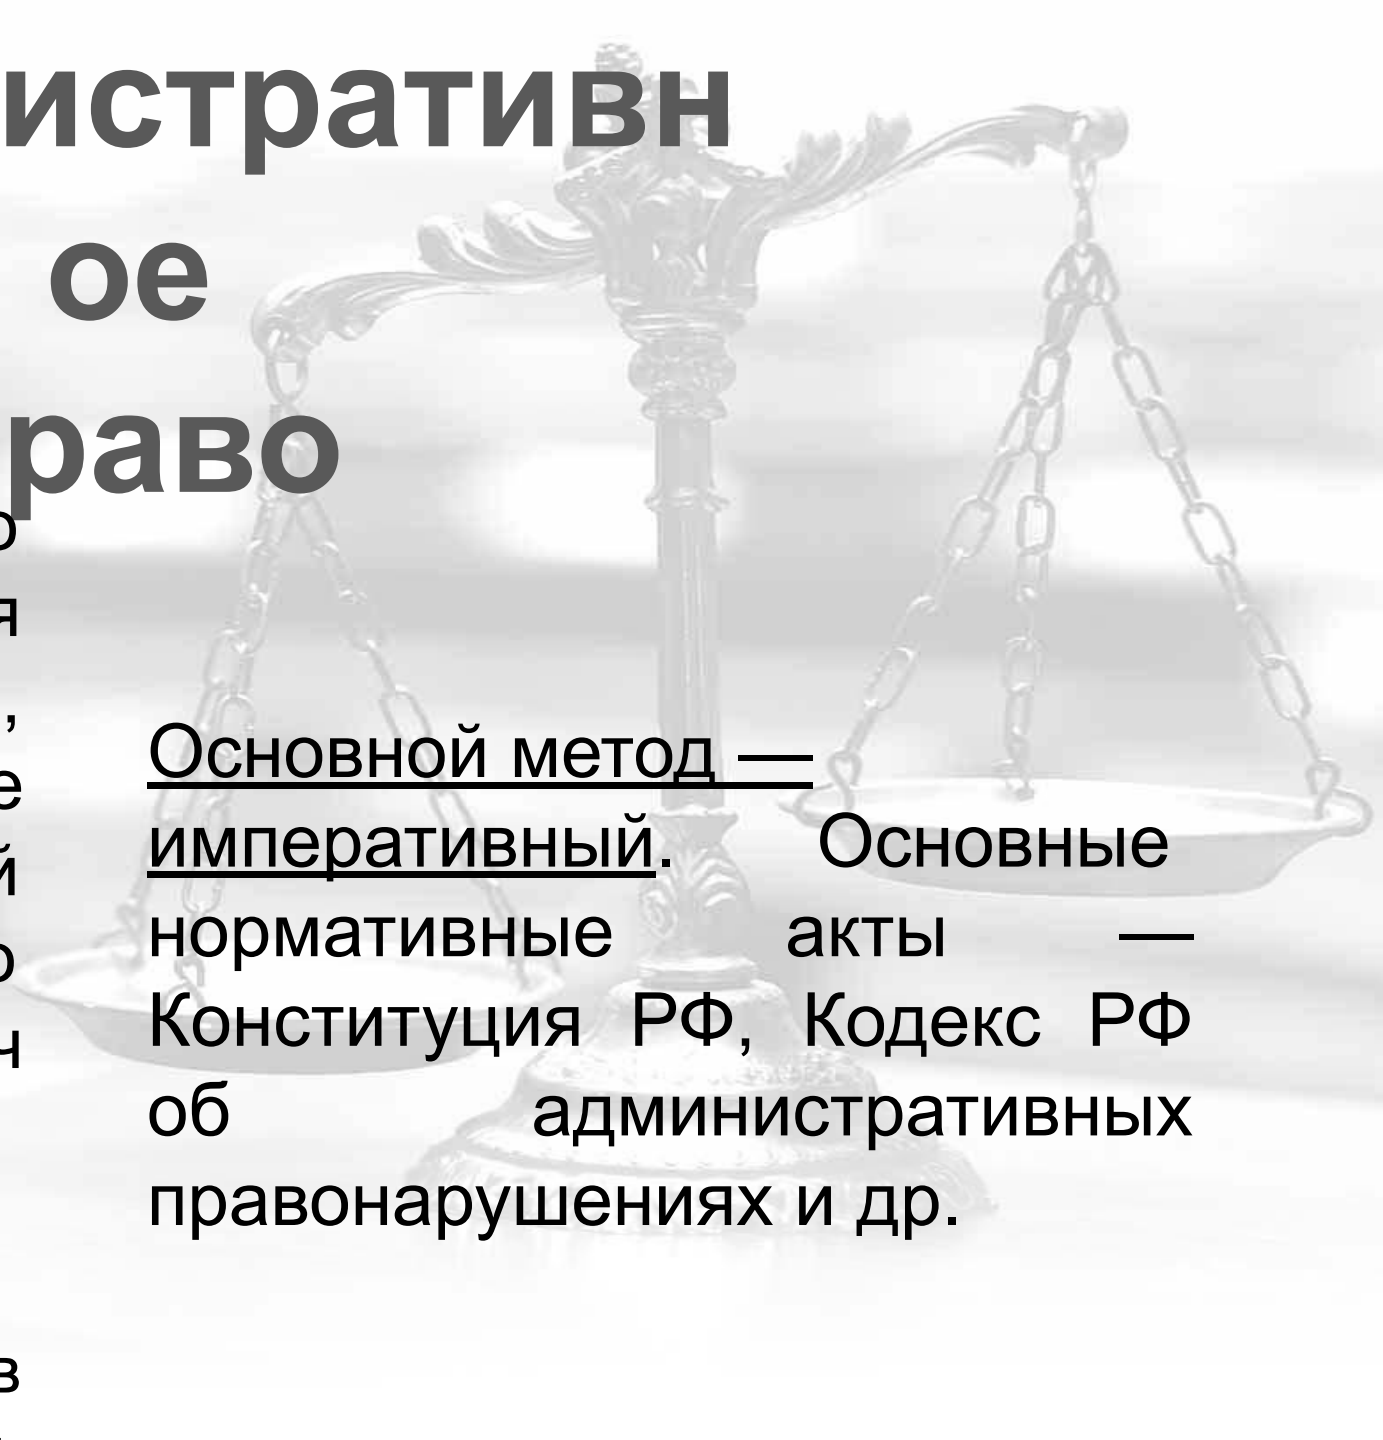 истративн
ое
раво
Основной метод —
императивный. Основные
нормативные акты —
Конституция РФ, Кодекс РФ
об административных
правонарушениях и др.